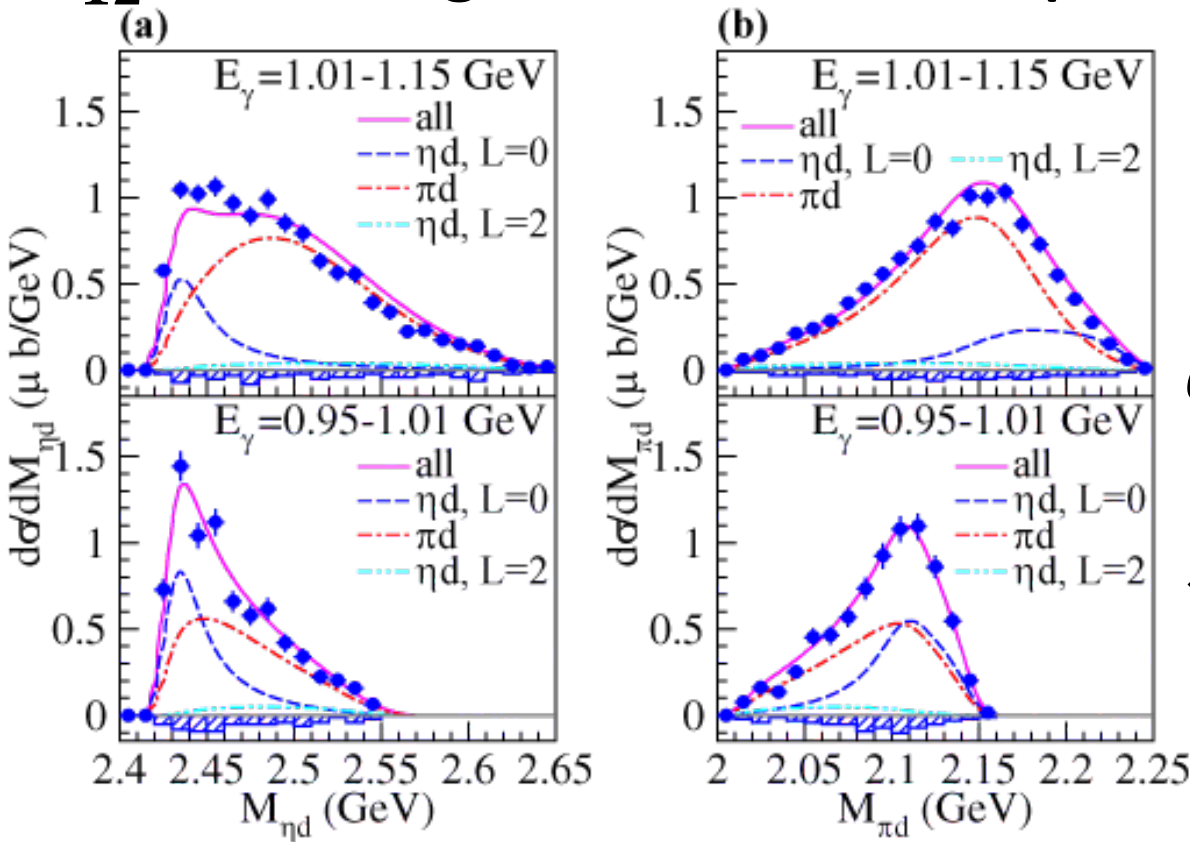 12
(a)
E_γ=1.01-1.15 GeV
all
ηd, L=0
πd
ηd, L=2
1.5
1
0.5
0
dσ/dM_ηd (μ b/GeV)
E_γ=0.95-1.01 GeV
all
ηd, L=0
πd
ηd, L=2
1.5
1
0.5
0
2.4 2.45 2.5 2.55 2.6 2.65
M_ηd (GeV)
(b)
E_γ=1.01-1.15 GeV
all
ηd, L=0 ηd, L=2
πd
1.5
1
0.5
0
dσ/dM_πd (μ b/GeV)
E_γ=0.95-1.01 GeV
all
ηd, L=0
πd
ηd, L=2
1.5
1
0.5
0
2 2.05 2.1 2.15 2.2 2.25
M_πd (GeV)